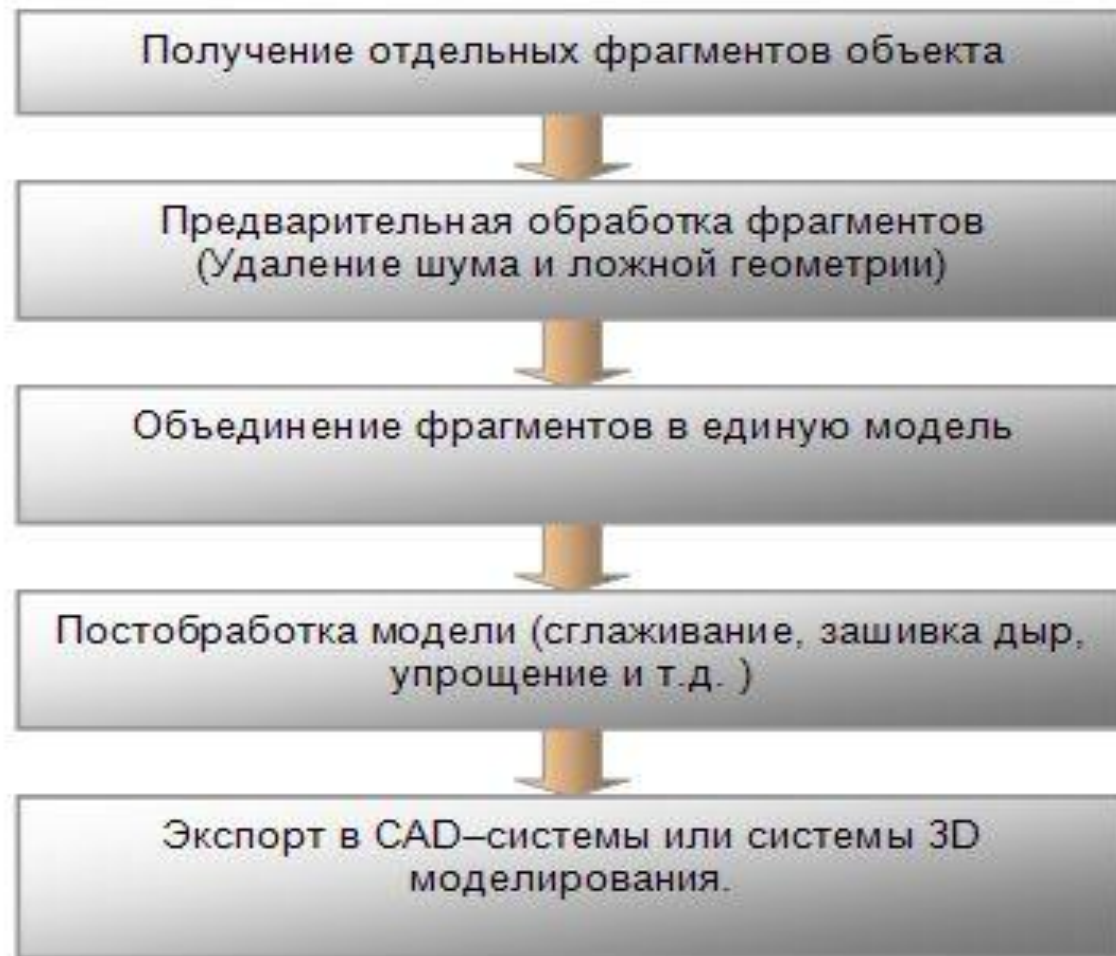 Получение отдельных фрагментов объекта
Предварительная обработка фрагментов
(Удаление шума и ложной геометрии)
Объединение фрагментов в единую модель
Постобработка модели (сглаживание, зашивка дыр,
упрощение и т.д. )
Экспорт в CAD–системы или системы 3D
моделирования.